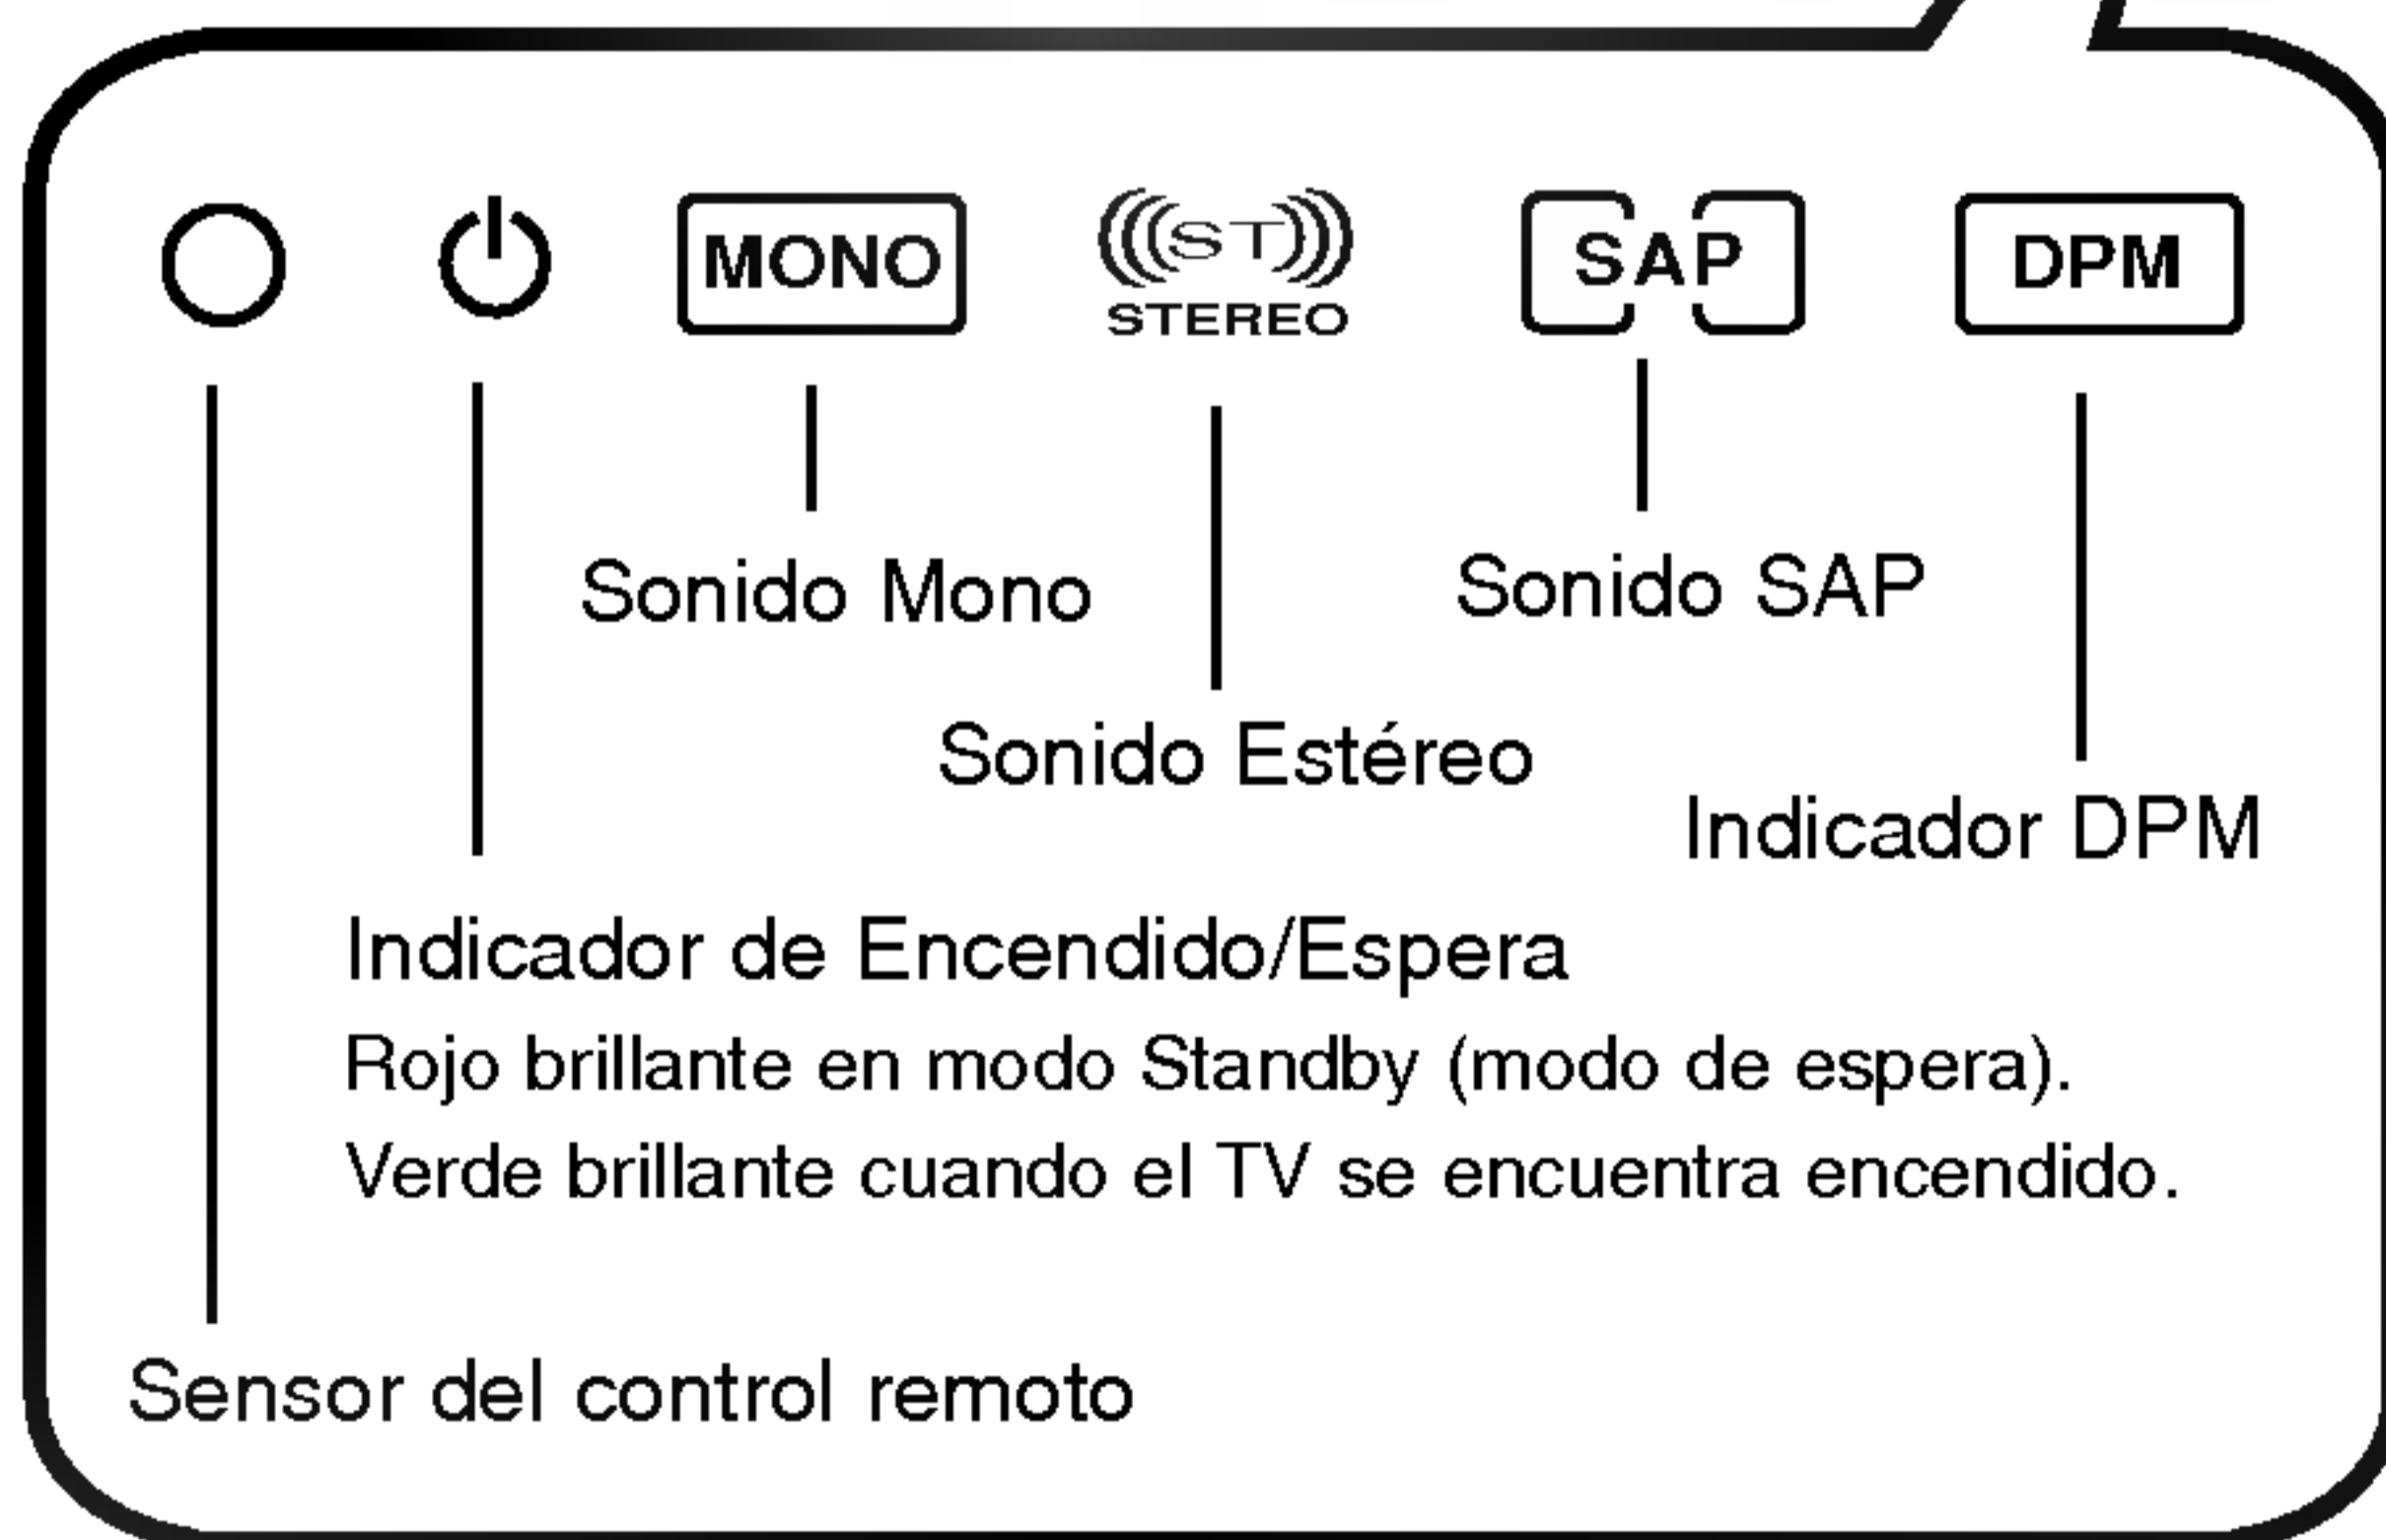 MONO
ST
STEREO
SAP
DPM
Sonido Mono
Sonido SAP
Sonido Estéreo
Indicador DPM
Indicador de Encendido/Espera
Rojo brillante en modo Standby (modo de espera).
Verde brillante cuando el TV se encuentra encendido.
Sensor del control remoto